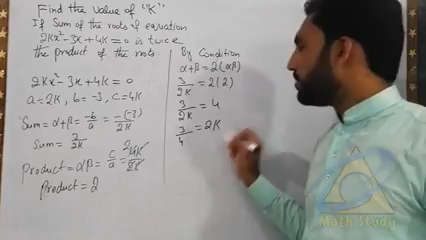 Find the value of "K"
If Sum of the roots of equation
2Kx² - 3x + 4K = 0 is twice
the product of the roots.
2Kx² - 3x + 4K = 0
a = 2K, b = -3, C = 4K
Sum = α+β = -b/a = -(-3)/2K
Sum = 3/2K
Product = αβ = C/a = 4K/2K
Product = 2
By Condition
α+β = 2(αβ)
3/2K = 2(2)
3/2K = 4
3/4 = 2K
Math Study